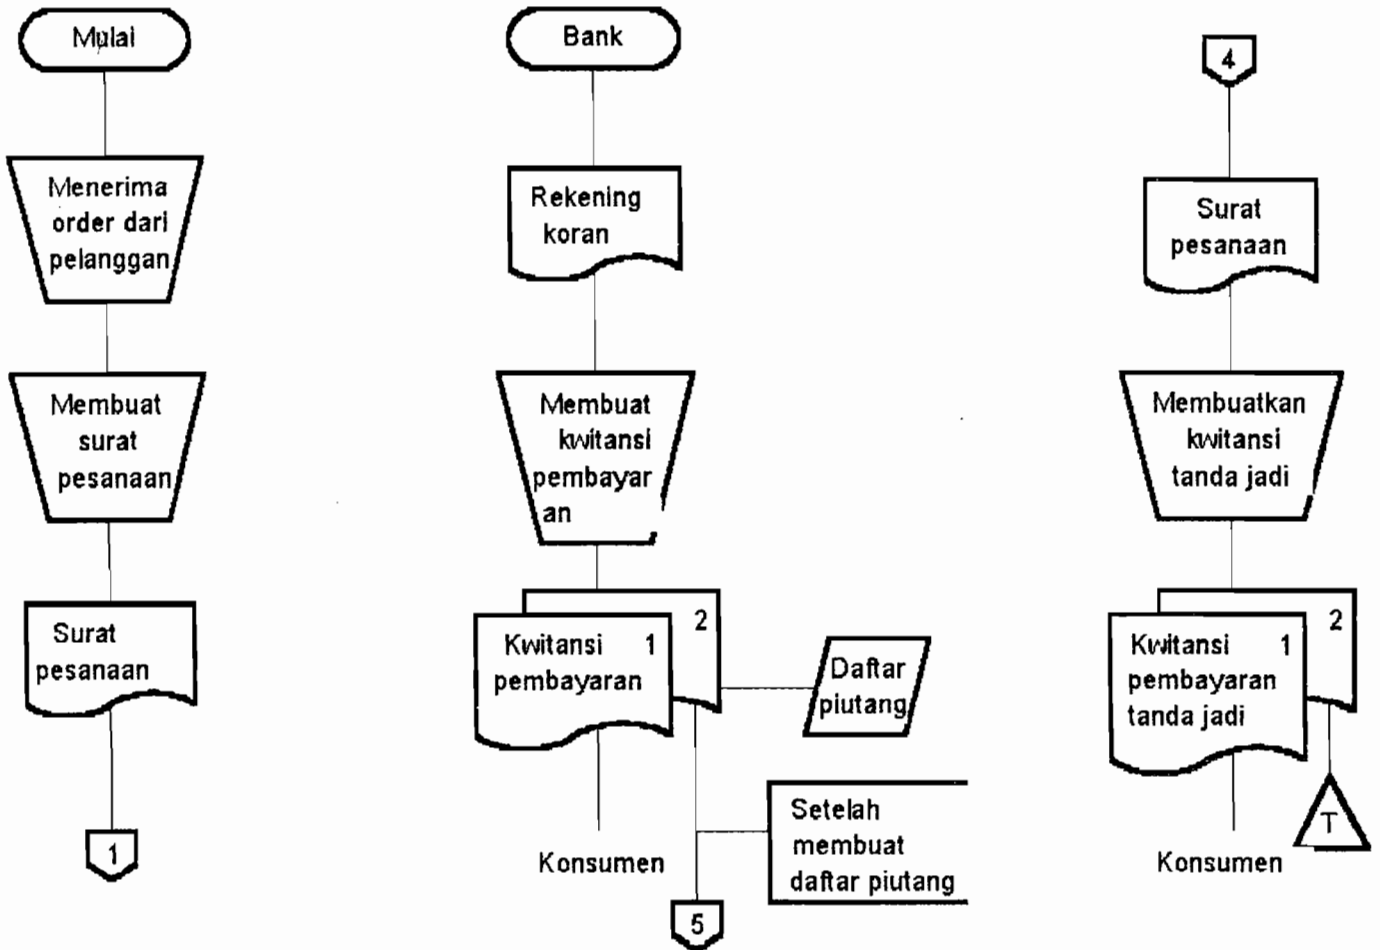 Mulai
Menerima
order dari
pelanggan
Membuat
surat
pesanaan
Surat
pesanaan
1
Bank
Rekening
koran
Membuat
kwitansi
pembayar
an
2
Kwitansi 1
pembayaran
Daftar
piutang
Setelah
membuat
daftar piutang
Konsumen
5
4
Surat
pesanaan
Membuatkan
kwitansi
tanda jadi
2
Kwitansi 1
pembayaran
tanda jadi
T
Konsumen